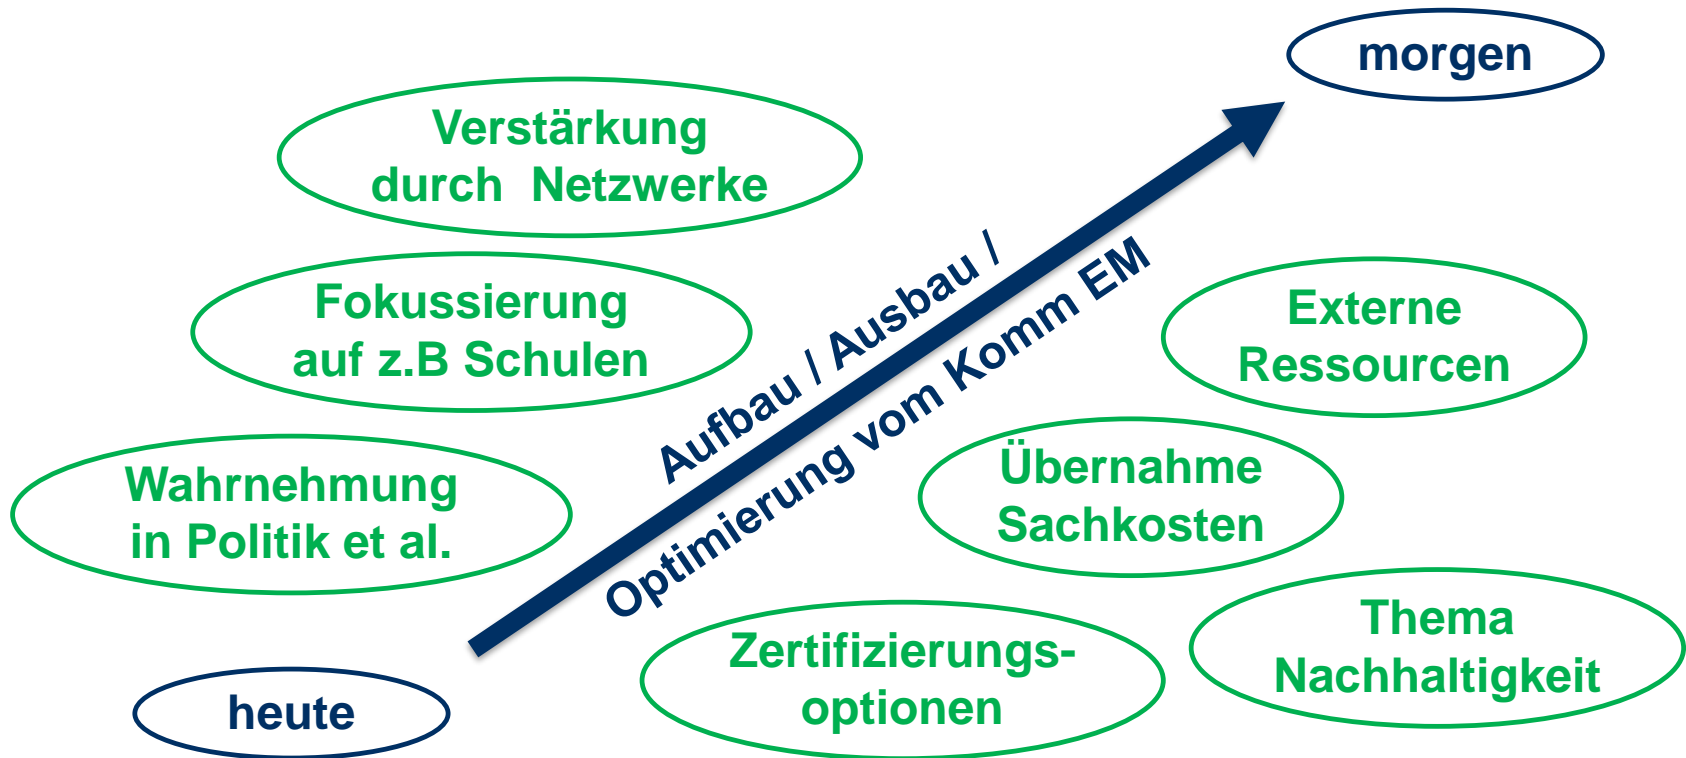 morgen
Verstärkung
durch  Netzwerke
Fokussierung
auf z.B Schulen
Wahrnehmung
in Politik et al.
heute
Aufbau / Ausbau /
Optimierung vom Komm EM
Externe
Ressourcen
Übernahme
Sachkosten
Thema
Nachhaltigkeit
Zertifizierungs-
optionen